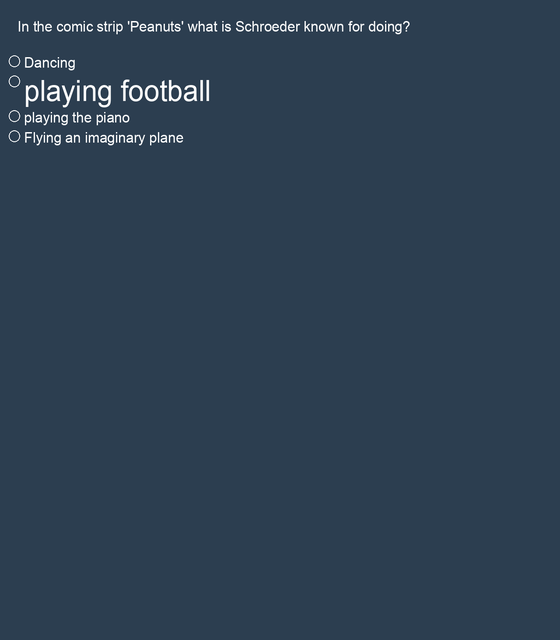 In the comic strip 'Peanuts' what is Schroeder known for doing?
Dancing
playing football
playing the piano
Flying an imaginary plane